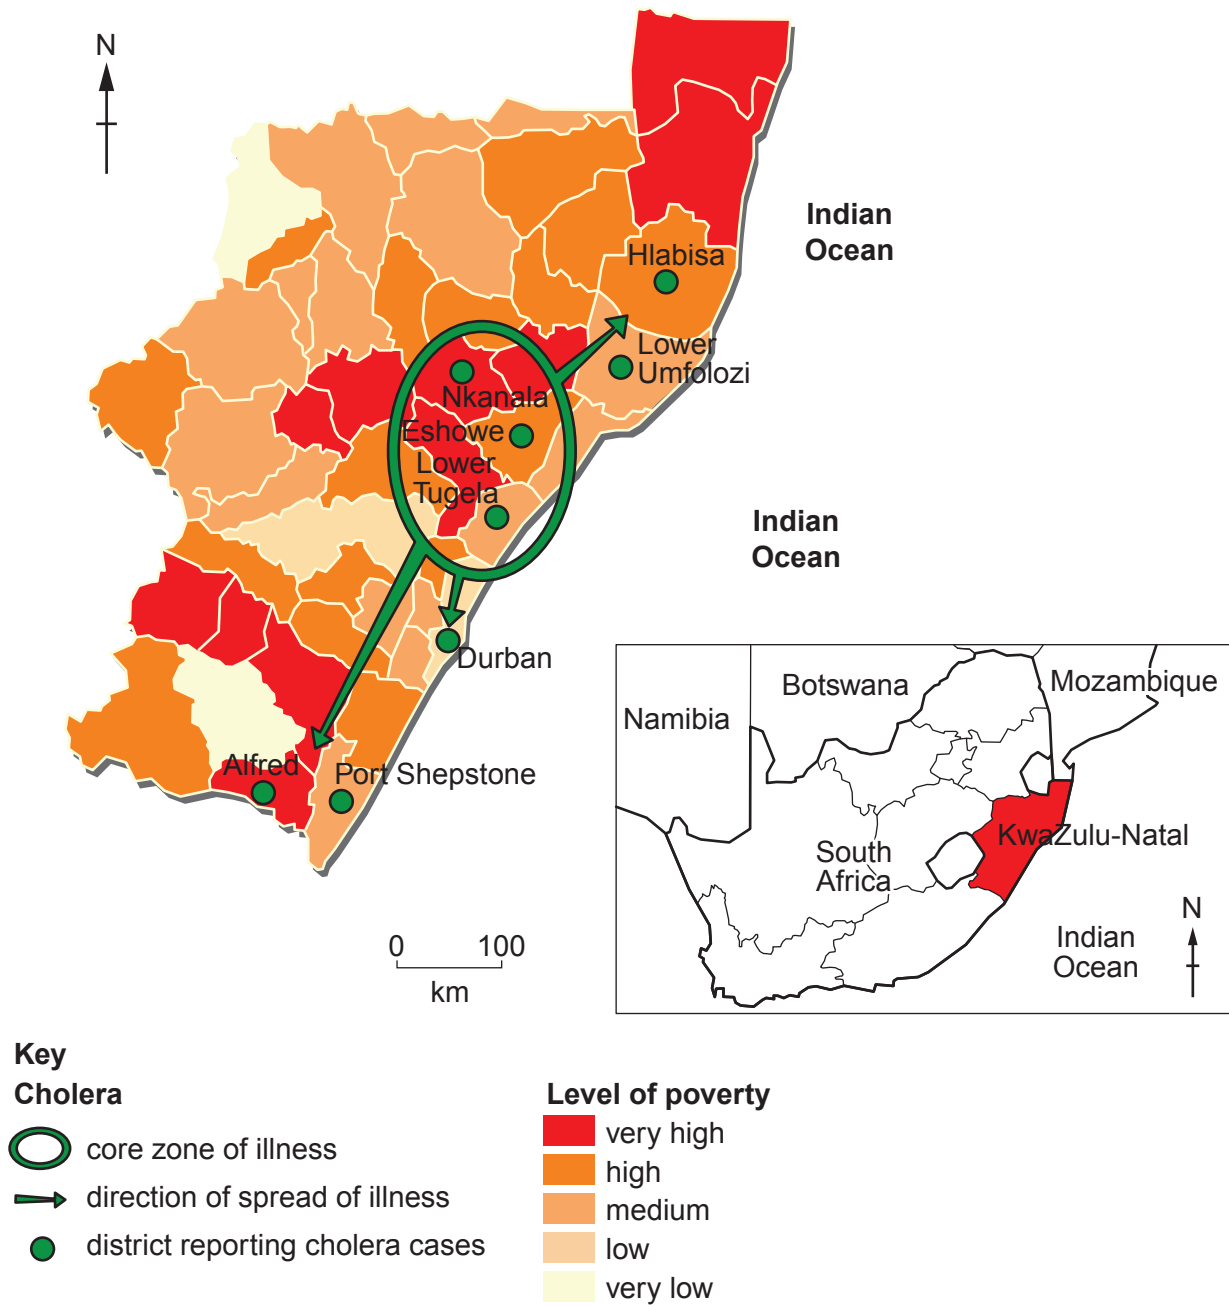 N
Indian
Ocean
Hlabisa
Lower
Umfolozi
Nkanala
Eshowe
Lower
Tugela
Indian
Ocean
Durban
Alfred
Port Shepstone
0 100
km
Namibia
Botswana
Mozambique
South
Africa
KwaZulu-Natal
Indian
Ocean
N
Key
Cholera
core zone of illness
direction of spread of illness
district reporting cholera cases
Level of poverty
very high
high
medium
low
very low